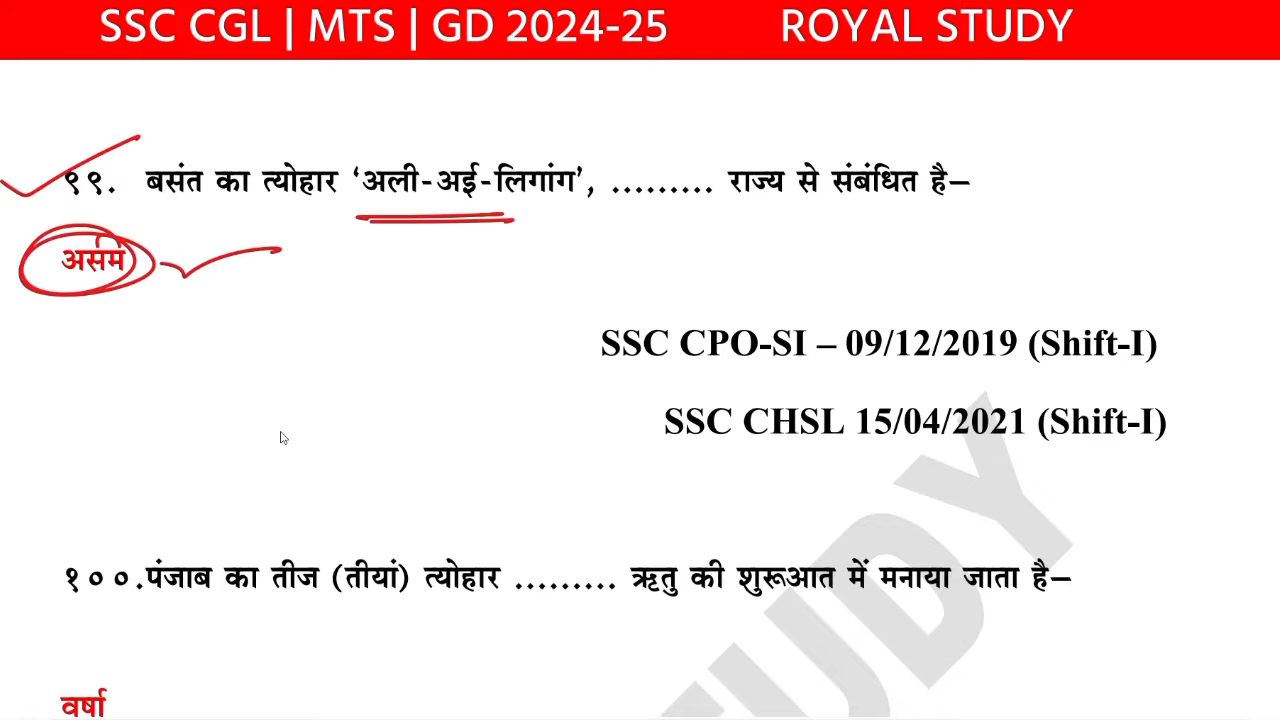 SSC CGL | MTS | GD 2024-25 ROYAL STUDY
९९. बसंत का त्योहार ‘अली-अई-लिगांग’, ......... राज्य से संबंधित है–
असम
SSC CPO-SI – 09/12/2019 (Shift-I)
SSC CHSL 15/04/2021 (Shift-I)
१००.पंजाब का तीज (तीयां) त्योहार ......... ऋतु की शुरूआत में मनाया जाता है–
STUDY
वर्षा